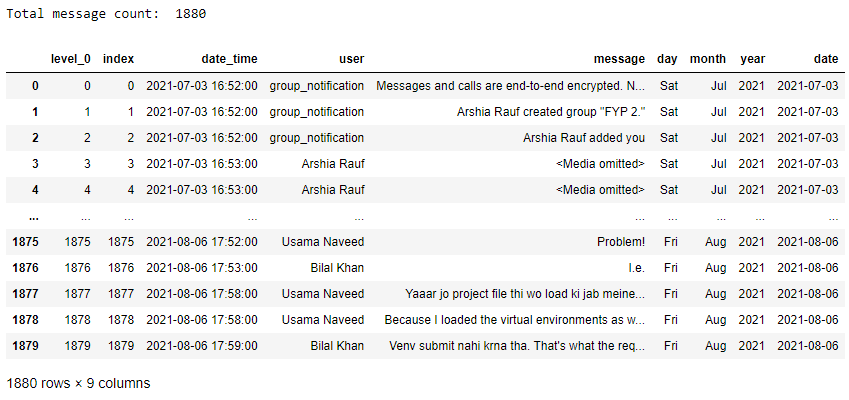 Total message count:  1880
level_0 index date_time user message day month year date
0 0 0 2021-07-03 16:52:00 group_notification Messages and calls are end-to-end encrypted. N... Sat Jul 2021 2021-07-03
1 1 1 2021-07-03 16:52:00 group_notification Arshia Rauf created group "FYP 2." Sat Jul 2021 2021-07-03
2 2 2 2021-07-03 16:52:00 group_notification Arshia Rauf added you Sat Jul 2021 2021-07-03
3 3 3 2021-07-03 16:53:00 Arshia Rauf <Media omitted> Sat Jul 2021 2021-07-03
4 4 4 2021-07-03 16:53:00 Arshia Rauf <Media omitted> Sat Jul 2021 2021-07-03
... ... ... ... ... ... ... ... ... ...
1875 1875 1875 2021-08-06 17:52:00 Usama Naveed Problem! Fri Aug 2021 2021-08-06
1876 1876 1876 2021-08-06 17:53:00 Bilal Khan I.e. Fri Aug 2021 2021-08-06
1877 1877 1877 2021-08-06 17:58:00 Usama Naveed Yaaar jo project file thi wo load ki jab meine... Fri Aug 2021 2021-08-06
1878 1878 1878 2021-08-06 17:58:00 Usama Naveed Because I loaded the virtual environments as w... Fri Aug 2021 2021-08-06
1879 1879 1879 2021-08-06 17:59:00 Bilal Khan Venv submit nahi krna tha. That's what the req... Fri Aug 2021 2021-08-06
1880 rows × 9 columns